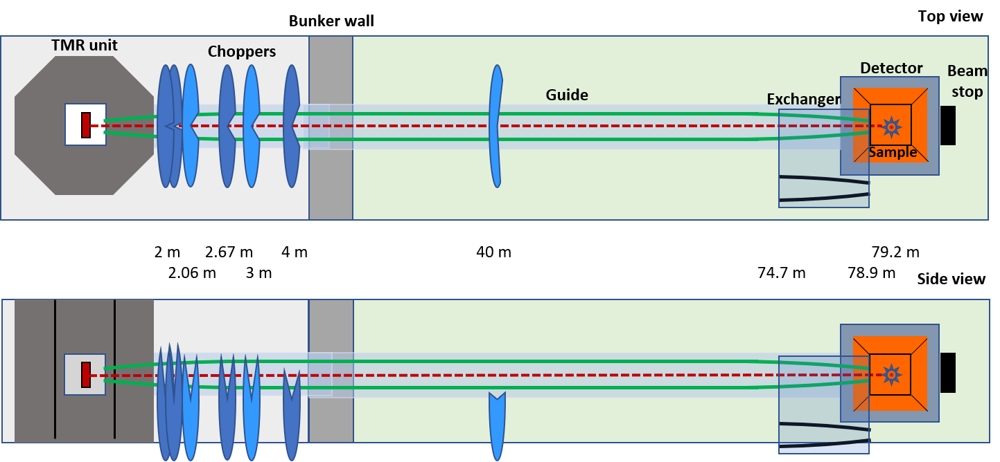 Top view
Bunker wall
TMR unit
Choppers
Detector
Beam
stop
Guide
Exchanger
Sample
2 m
2.67 m
4 m
40 m
79.2 m
2.06 m
3 m
74.7 m
78.9 m
Side view